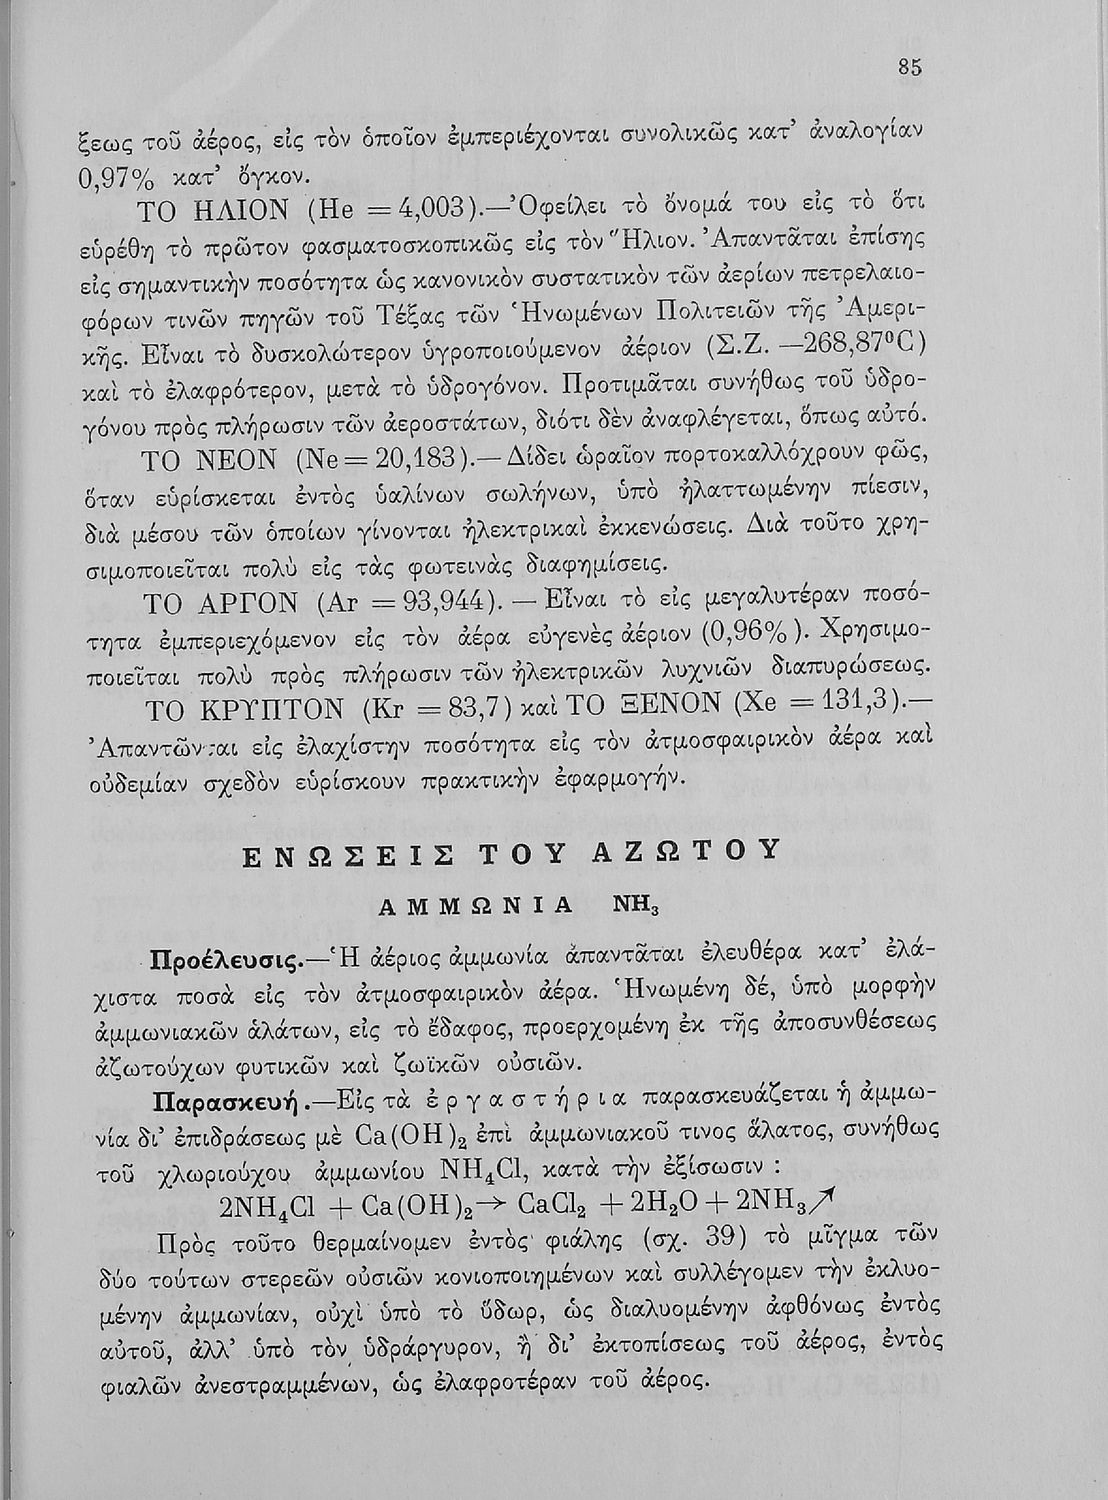 85
ξεως τοῦ ἀέρος, εἰς τὸν ὁποῖον ἐμπεριέχονται συνολικῶς κατ’ ἀναλογίαν
0,97% κατ’ ὄγκον.
ΤΟ ΗΛΙΟΝ (He = 4,003).—Ὀφείλει τὸ ὄνομά του εἰς τὸ ὅτι
εὑρέθη τὸ πρῶτον φασματοσκοπικῶς εἰς τὸν Ἥλιον. Ἀπαντᾶται ἐπίσης
εἰς σημαντικὴν ποσότητα ὡς κανονικὸν συστατικὸν τῶν ἀερίων πετρελαιο-
φόρων τινῶν πηγῶν τοῦ Τέξας τῶν Ἡνωμένων Πολιτειῶν τῆς Ἀμερι-
κῆς. Εἶναι τὸ δυσκολώτερον ὑγροποιούμενον ἀέριον (Σ.Ζ. —268,87⁰C)
καὶ τὸ ἐλαφρότερον, μετὰ τὸ ὑδρογόνον. Προτιμᾶται συνήθως τοῦ ὑδρο-
γόνου πρὸς πλήρωσιν τῶν ἀεροστάτων, διότι δὲν ἀναφλέγεται, ὅπως αὐτό.
ΤΟ ΝΕΟΝ (Ne = 20,183).—Δίδει ὡραῖον πορτοκαλλόχρουν φῶς,
ὅταν εὑρίσκεται ἐντὸς ὑαλίνων σωλήνων, ὑπὸ ἠλαττωμένην πίεσιν,
διὰ μέσου τῶν ὁποίων γίνονται ἠλεκτρικαὶ ἐκκενώσεις. Διὰ τοῦτο χρη-
σιμοποιεῖται πολὺ εἰς τὰς φωτεινὰς διαφημίσεις.
ΤΟ ΑΡΓΟΝ (Ar = 93,944). — Εἶναι τὸ εἰς μεγαλυτέραν ποσό-
τητα ἐμπεριεχόμενον εἰς τὸν ἀέρα εὐγενὲς ἀέριον (0,96%). Χρησιμο-
ποιεῖται πολὺ πρὸς πλήρωσιν τῶν ἠλεκτρικῶν λυχνιῶν διαπυρώσεως.
ΤΟ ΚΡΥΠΤΟΝ (Kr = 83,7) καὶ ΤΟ ΞΕΝΟΝ (Xe = 131,3).—
Ἀπαντῶνται εἰς ἐλαχίστην ποσότητα εἰς τὸν ἀτμοσφαιρικὸν ἀέρα καὶ
οὐδεμίαν σχεδὸν εὑρίσκουν πρακτικὴν ἐφαρμογήν.
ΕΝΩΣΕΙΣ ΤΟΥ ΑΖΩΤΟΥ
ΑΜΜΩΝΙΑ NH₃
Προέλευσις.—Ἡ ἀέριος ἀμμωνία ἀπαντᾶται ἐλευθέρα κατ’ ἐλά-
χιστα ποσὰ εἰς τὸν ἀτμοσφαιρικὸν ἀέρα. Ἡνωμένη δέ, ὑπὸ μορφὴν
ἀμμωνιακῶν ἁλάτων, εἰς τὸ ἔδαφος, προερχομένη ἐκ τῆς ἀποσυνθέσεως
ἀζωτούχων φυτικῶν καὶ ζωϊκῶν οὐσιῶν.
Παρασκευή.—Εἰς τὰ ἐργαστήρια παρασκευάζεται ἡ ἀμμω-
νία δι’ ἐπιδράσεως μὲ Ca(OH)₂ ἐπὶ ἀμμωνιακοῦ τινος ἅλατος, συνήθως
τοῦ χλωριούχου ἀμμωνίου NH₄Cl, κατὰ τὴν ἐξίσωσιν :
2NH₄Cl + Ca(OH)₂→ CaCl₂ + 2H₂O + 2NH₃↗
Πρὸς τοῦτο θερμαίνομεν ἐντὸς φιάλης (σχ. 39) τὸ μῖγμα τῶν
δύο τούτων στερεῶν οὐσιῶν κονιοποιημένων καὶ συλλέγομεν τὴν ἐκλυο-
μένην ἀμμωνίαν, οὐχὶ ὑπὸ τὸ ὕδωρ, ὡς διαλυομένην ἀφθόνως ἐντὸς
αὐτοῦ, ἀλλ’ ὑπὸ τὸν ὑδράργυρον, ἢ δι’ ἐκτοπίσεως τοῦ ἀέρος, ἐντὸς
φιαλῶν ἀνεστραμμένων, ὡς ἐλαφροτέραν τοῦ ἀέρος.